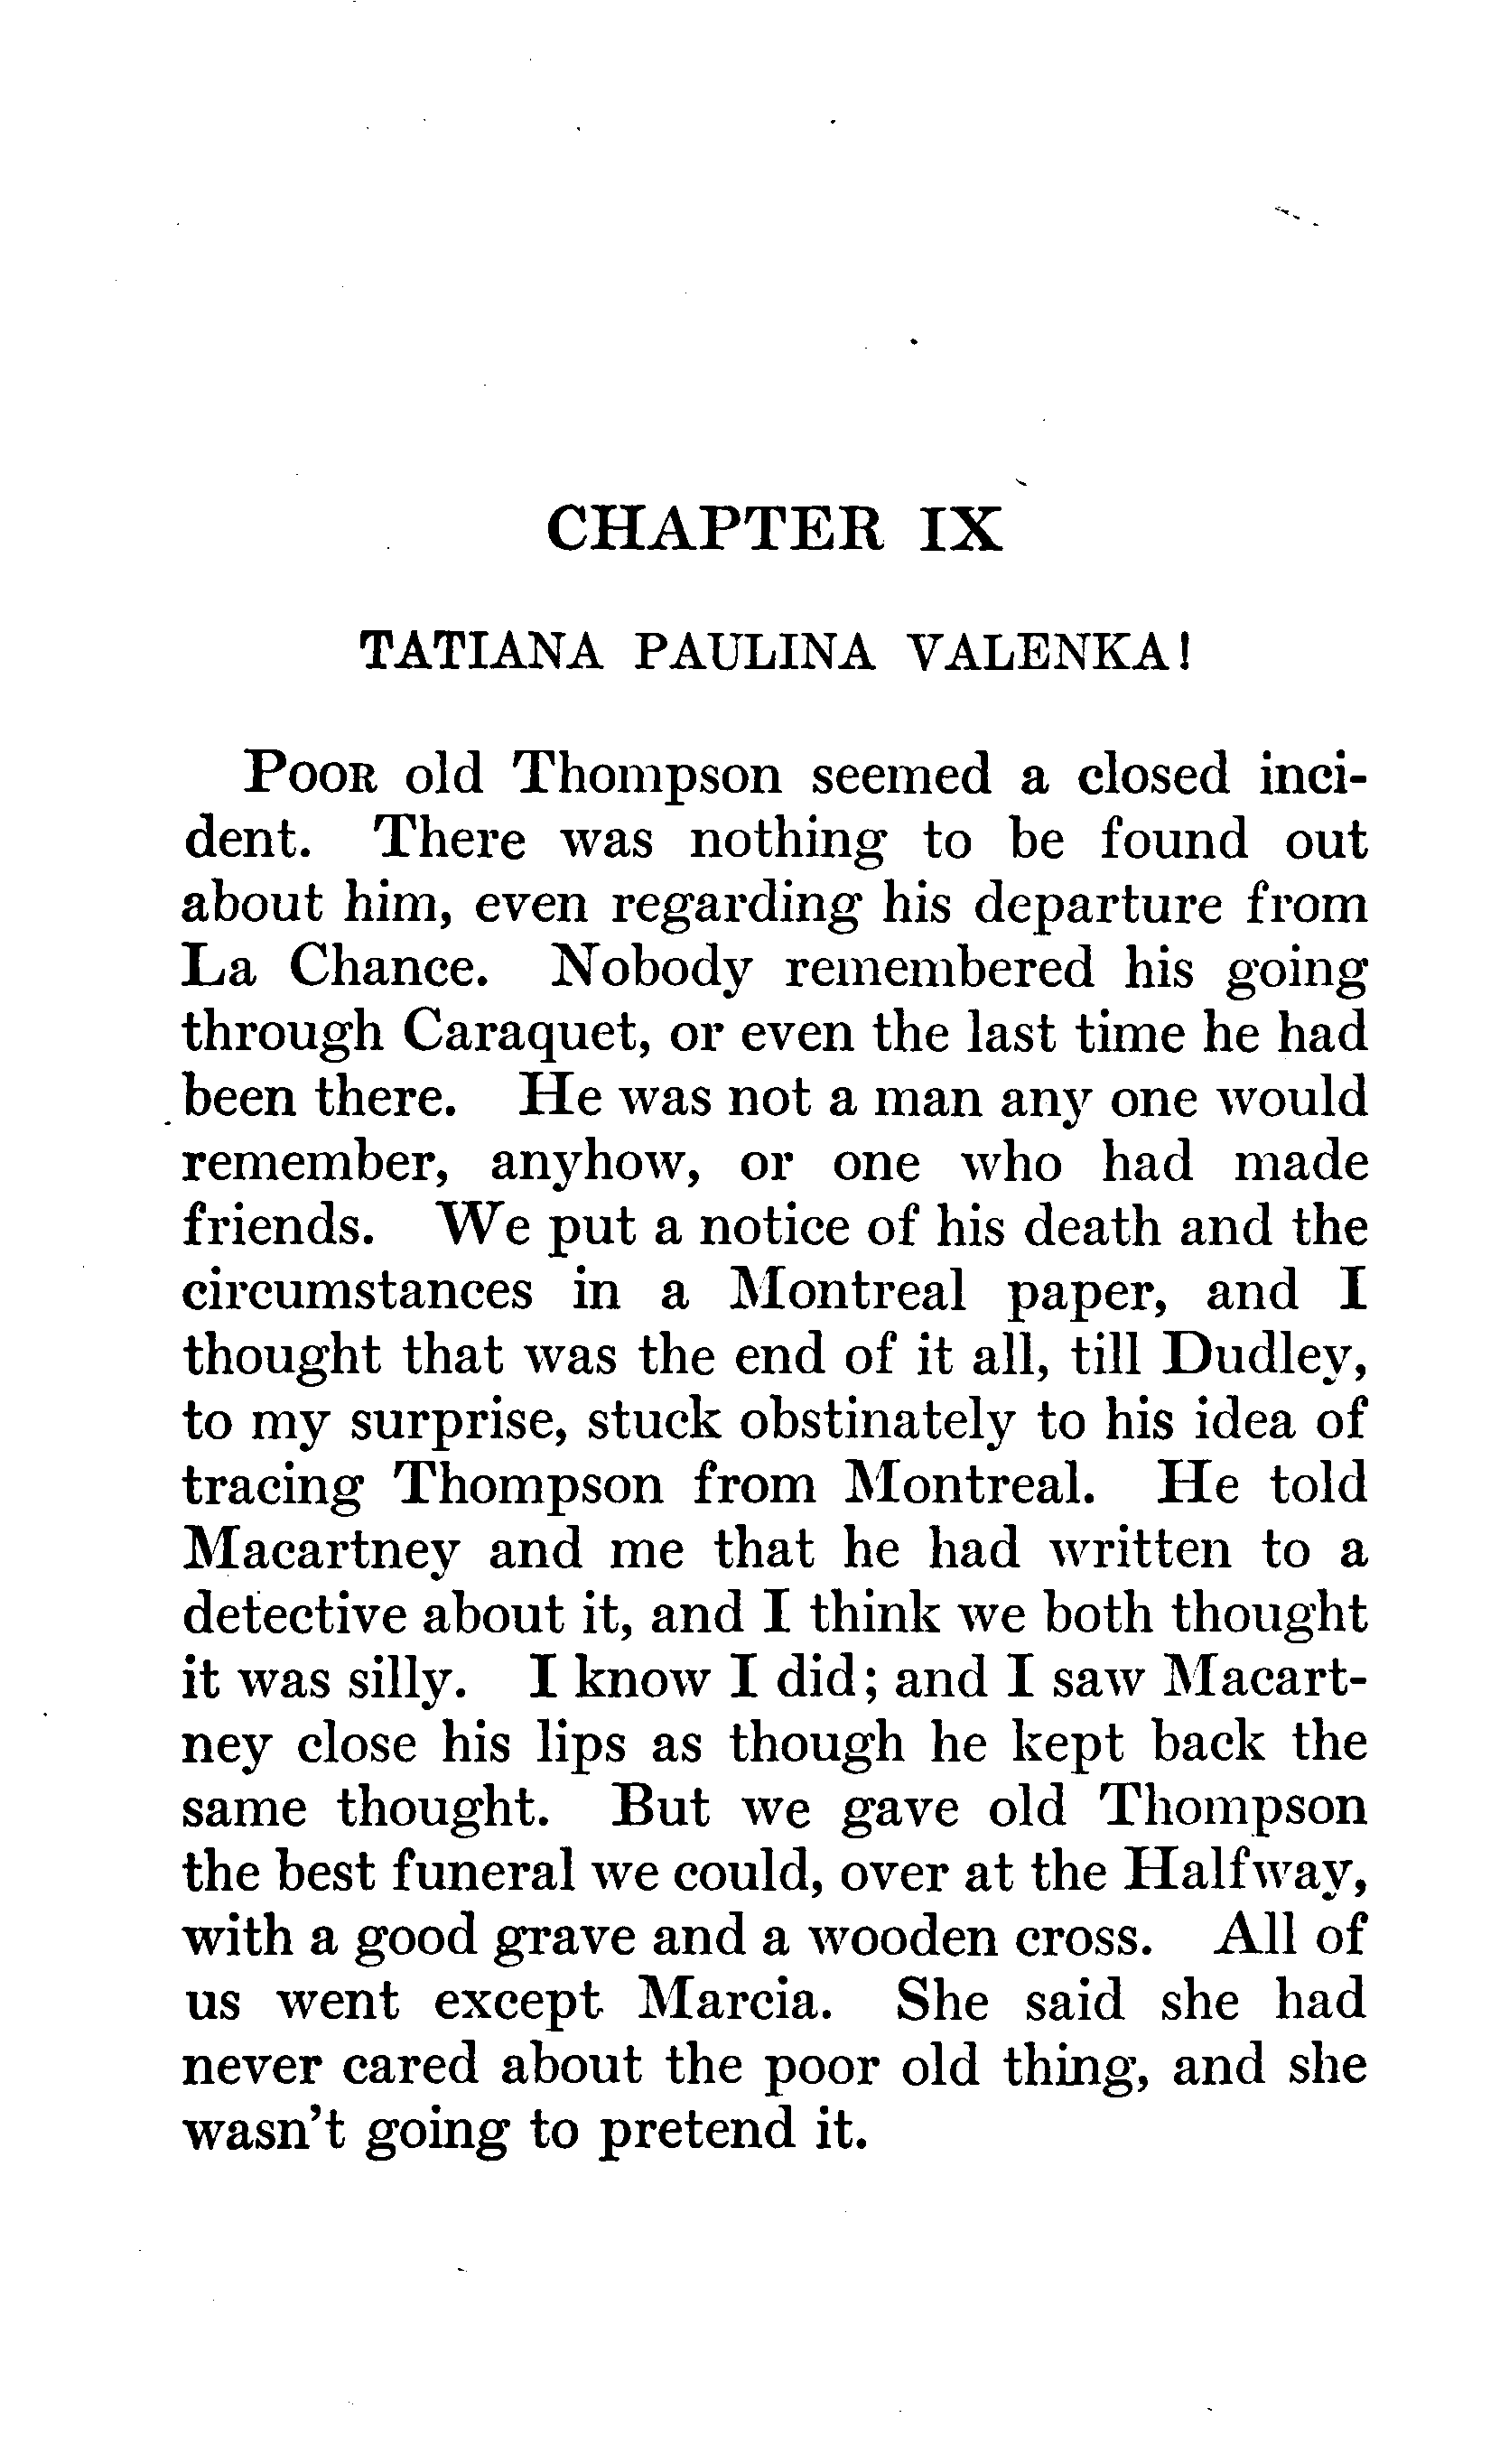 CHAPTER IX
TATIANA PAULINA VALENKA!
POOR old Thompson seemed a closed inci-
dent. There was nothing to be found out
about him, even regarding his departure from
La Chance. Nobody remembered his going
through Caraquet, or even the last time he had
been there. He was not a man any one would
remember, anyhow, or one who had made
friends. We put a notice of his death and the
circumstances in a Montreal paper, and I
thought that was the end of it all, till Dudley,
to my surprise, stuck obstinately to his idea of
tracing Thompson from Montreal. He told
Macartney and me that he had written to a
detective about it, and I think we both thought
it was silly. I know I did; and I saw Macart-
ney close his lips as though he kept back the
same thought. But we gave old Thompson
the best funeral we could, over at the Halfway,
with a good grave and a wooden cross. All of
us went except Marcia. She said she had
never cared about the poor old thing, and she
wasn't going to pretend it.